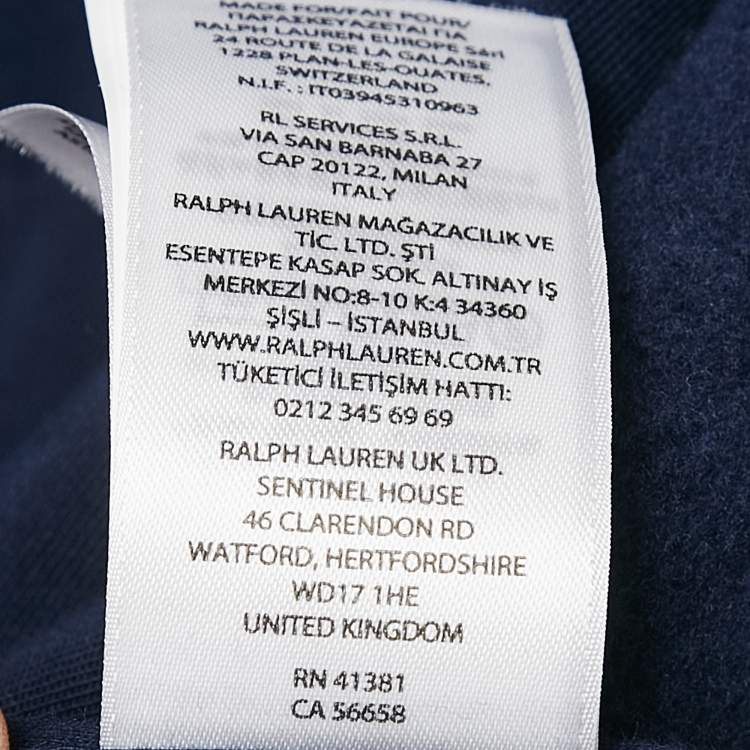 MADE FOR/FAIT POUR/
ΠΑΡΑΣΚΕΥΑΖΕΤΑΙ ΓΙΑ
RALPH LAUREN EUROPE Sárl
24 ROUTE DE LA GALAISE
1228 PLAN-LES-OUATES,
SWITZERLAND
N.I.F. : IT03945310963
RL SERVICES S.R.L.
VIA SAN BARNABA 27
CAP 20122, MILAN
ITALY
RALPH LAUREN MAĞAZACILIK VE
TİC. LTD. ŞTİ
ESENTEPE KASAP SOK. ALTINAY İŞ
MERKEZİ NO:8-10 K:4 34360
ŞİŞLİ – İSTANBUL
WWW.RALPHLAUREN.COM.TR
TÜKETİCİ İLETİŞİM HATTI:
0212 345 69 69
RALPH LAUREN UK LTD.
SENTINEL HOUSE
46 CLARENDON RD
WATFORD, HERTFORDSHIRE
WD17 1HE
UNITED KINGDOM
RN 41381
CA 56658